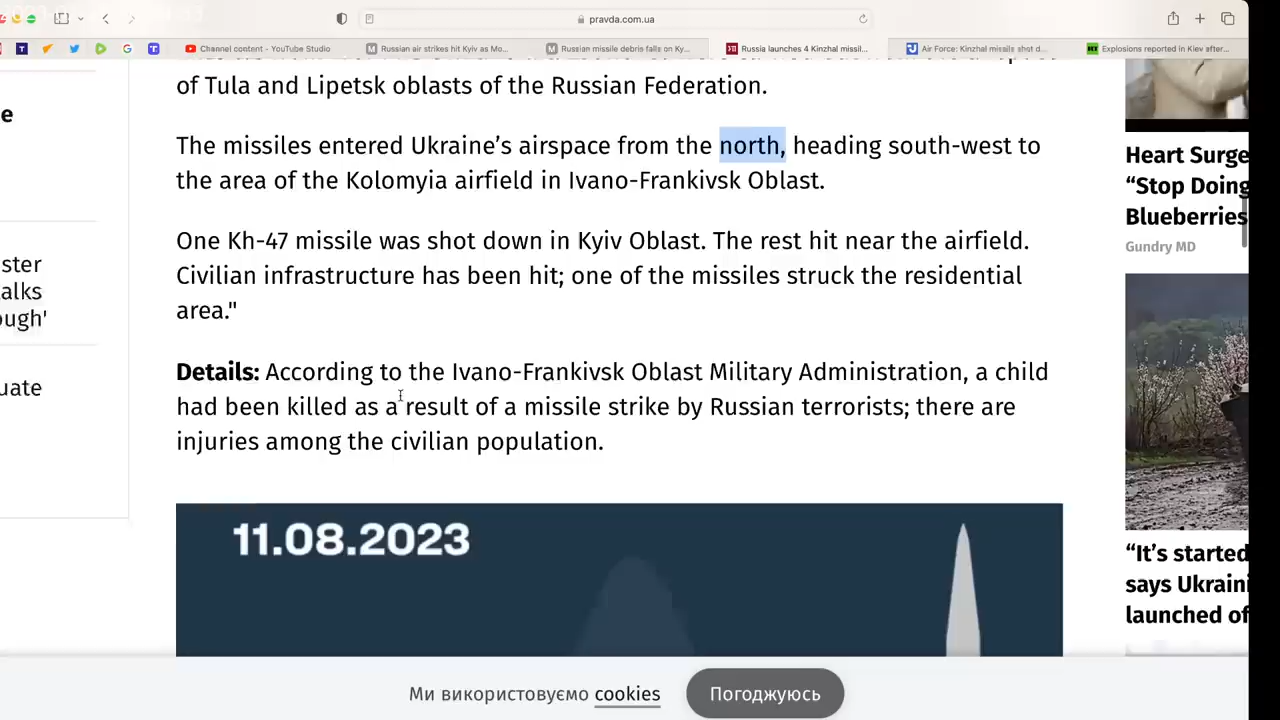 pravda.com.ua
Channel content - YouTube Studio
Russian air strikes hit Kyiv as Mo...
Russian missile debris falls on Ky...
Russia launches 4 Kinzhal missil...
Air Force: Kinzhal missile shot d...
Explosions reported in Kiev after...
of Tula and Lipetsk oblasts of the Russian Federation.
The missiles entered Ukraine’s airspace from the north, heading south-west to
the area of the Kolomyia airfield in Ivano-Frankivsk Oblast.
One Kh-47 missile was shot down in Kyiv Oblast. The rest hit near the airfield.
Civilian infrastructure has been hit; one of the missiles struck the residential
area."
Details: According to the Ivano-Frankivsk Oblast Military Administration, a child
had been killed as a result of a missile strike by Russian terrorists; there are
injuries among the civilian population.
11.08.2023
Heart Surge
“Stop Doing
Blueberries
Gundry MD
“It’s started
says Ukraini
launched of
Ми використовуємо cookies
Погоджуюсь